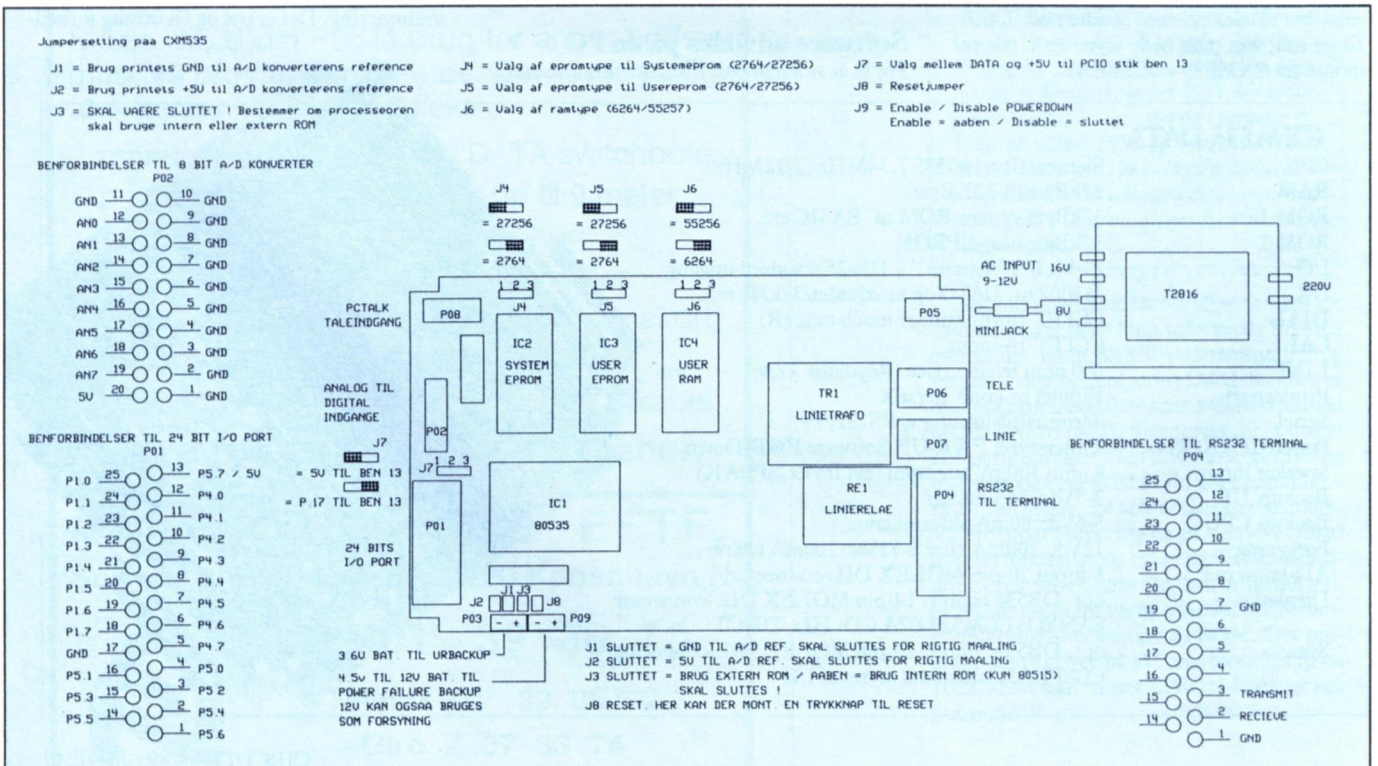 Jumpersetting paa CXM535
J1 = Brug printets GND til A/D konverterens reference
J2 = Brug printets +5V til A/D konverterens reference
J3 = SKAL VAERE SLUTTET ! Bestemmer om processoren
skal bruge intern eller extern ROM
J4 = Valg af epromtype til Systemeprom (2764/27256)
J5 = Valg af epromtype til Usereprom (2764/27256)
J6 = Valg af ramtype (6264/55257)
J7 = Valg mellem DATA og +5V til PCIO stik ben 13
J8 = Resetjumper
J9 = Enable / Disable POWERDOWN
Enable = aaben / Disable = sluttet
BENFORBINDELSER TIL 8 BIT A/D KONVERTER
P02
GND 11 10 GND
AN0 12 9 GND
AN1 13 8 GND
AN2 14 7 GND
AN3 15 6 GND
AN4 16 5 GND
AN5 17 4 GND
AN6 18 3 GND
AN7 19 2 GND
5V 20 1 GND
J4 J5 J6
= 27256 = 27256 = 55256
= 2764 = 2764 = 6264
1 2 3 1 2 3 1 2 3
J4 J5 J6
PCTALK
TALEINDGANG
P08
IC2
SYSTEM
EPROM
IC3
USER
EPROM
IC4
USER
RAM
ANALOG TIL
DIGITAL
INDGANGE
P02
AC INPUT 16V
9-12V
P05
8V
MINIJACK
T2016
220V
TR1
LINIETRAFO
TELE
P06
LINIE
P07
J7
= 5V TIL BEN 13
= P.17 TIL BEN 13
1 2 3
J7
P01
24 BITS
I/O PORT
IC1
80535
RE1
LINIERELAE
P04
RS232
TIL TERMINAL
J1 J3
J2 J8
P03 - + - + P09
BENFORBINDELSER TIL 24 BIT I/O PORT
P01
13 P5.7 / 5V
P1.0 25
12 P4.0
P1.1 24
11 P4.1
P1.2 23
10 P4.2
P1.3 22
9 P4.3
P1.4 21
8 P4.4
P1.5 20
7 P4.5
P1.6 19
6 P4.6
P1.7 18
5 P4.7
GND 17
4 P5.0
P5.1 16
3 P5.2
P5.3 15
2 P5.4
P5.5 14
1 P5.6
3.6V BAT. TIL URBACKUP
4.5V TIL 12V BAT. TIL
POWER FAILURE BACKUP
12V KAN OGSAA BRUGES
SOM FORSYNING
J1 SLUTTET = GND TIL A/D REF. SKAL SLUTTES FOR RIGTIG MAALING
J2 SLUTTET = 5V TIL A/D REF. SKAL SLUTTES FOR RIGTIG MAALING
J3 SLUTTET = BRUG EXTERN ROM / AABEN = BRUG INTERN ROM (KUN 80515)
SKAL SLUTTES !
J8 RESET. HER KAN DER MONT. EN TRYKKNAP TIL RESET
BENFORBINDELSER TIL RS232 TERMINAL
P04
13
25
12
24
11
23
10
22
9
21
8
20
7 GND
19
6
18
5
17
4
16
3 TRANSMIT
15
2 RECIEVE
14
1 GND